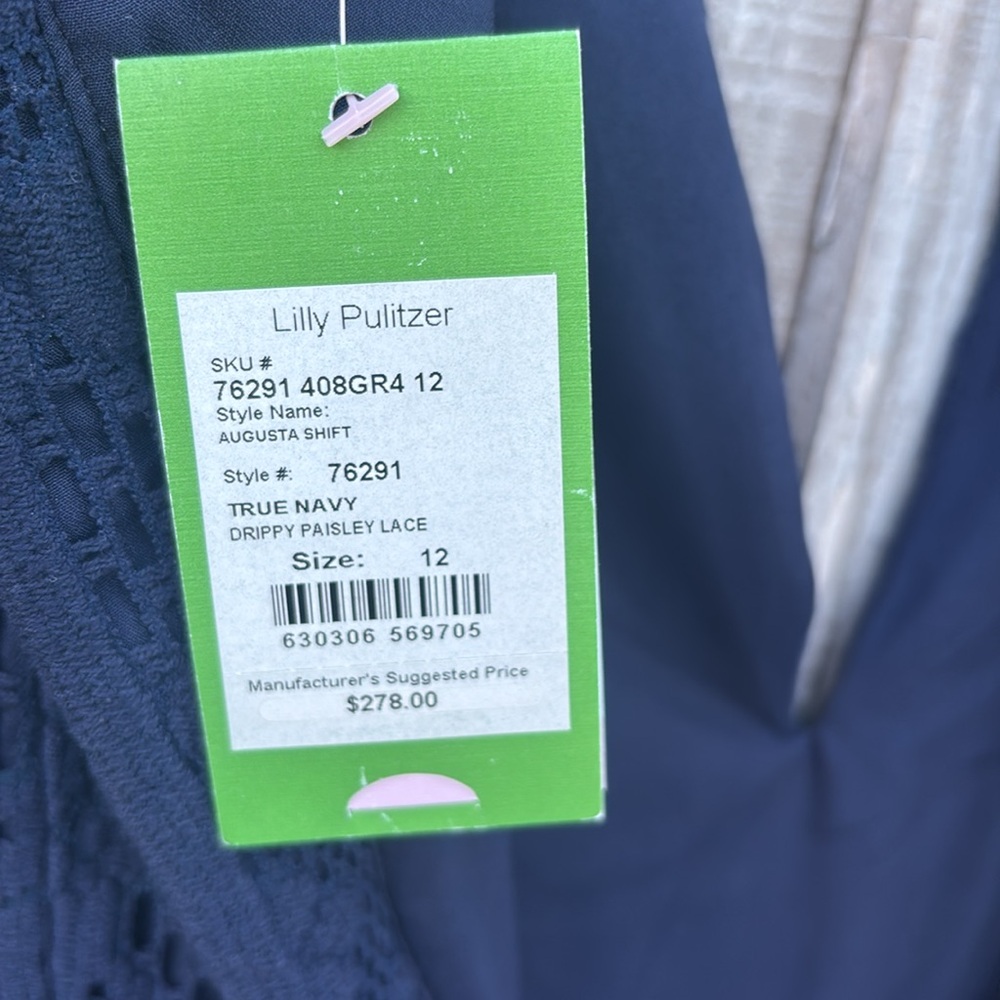 Lilly Pulitzer
SKU #
76291 408GR4 12
Style Name:
AUGUSTA SHIFT
Style #: 76291
TRUE NAVY
DRIPPY PAISLEY LACE
Size: 12
630306 569705
Manufacturer's Suggested Price
$278.00